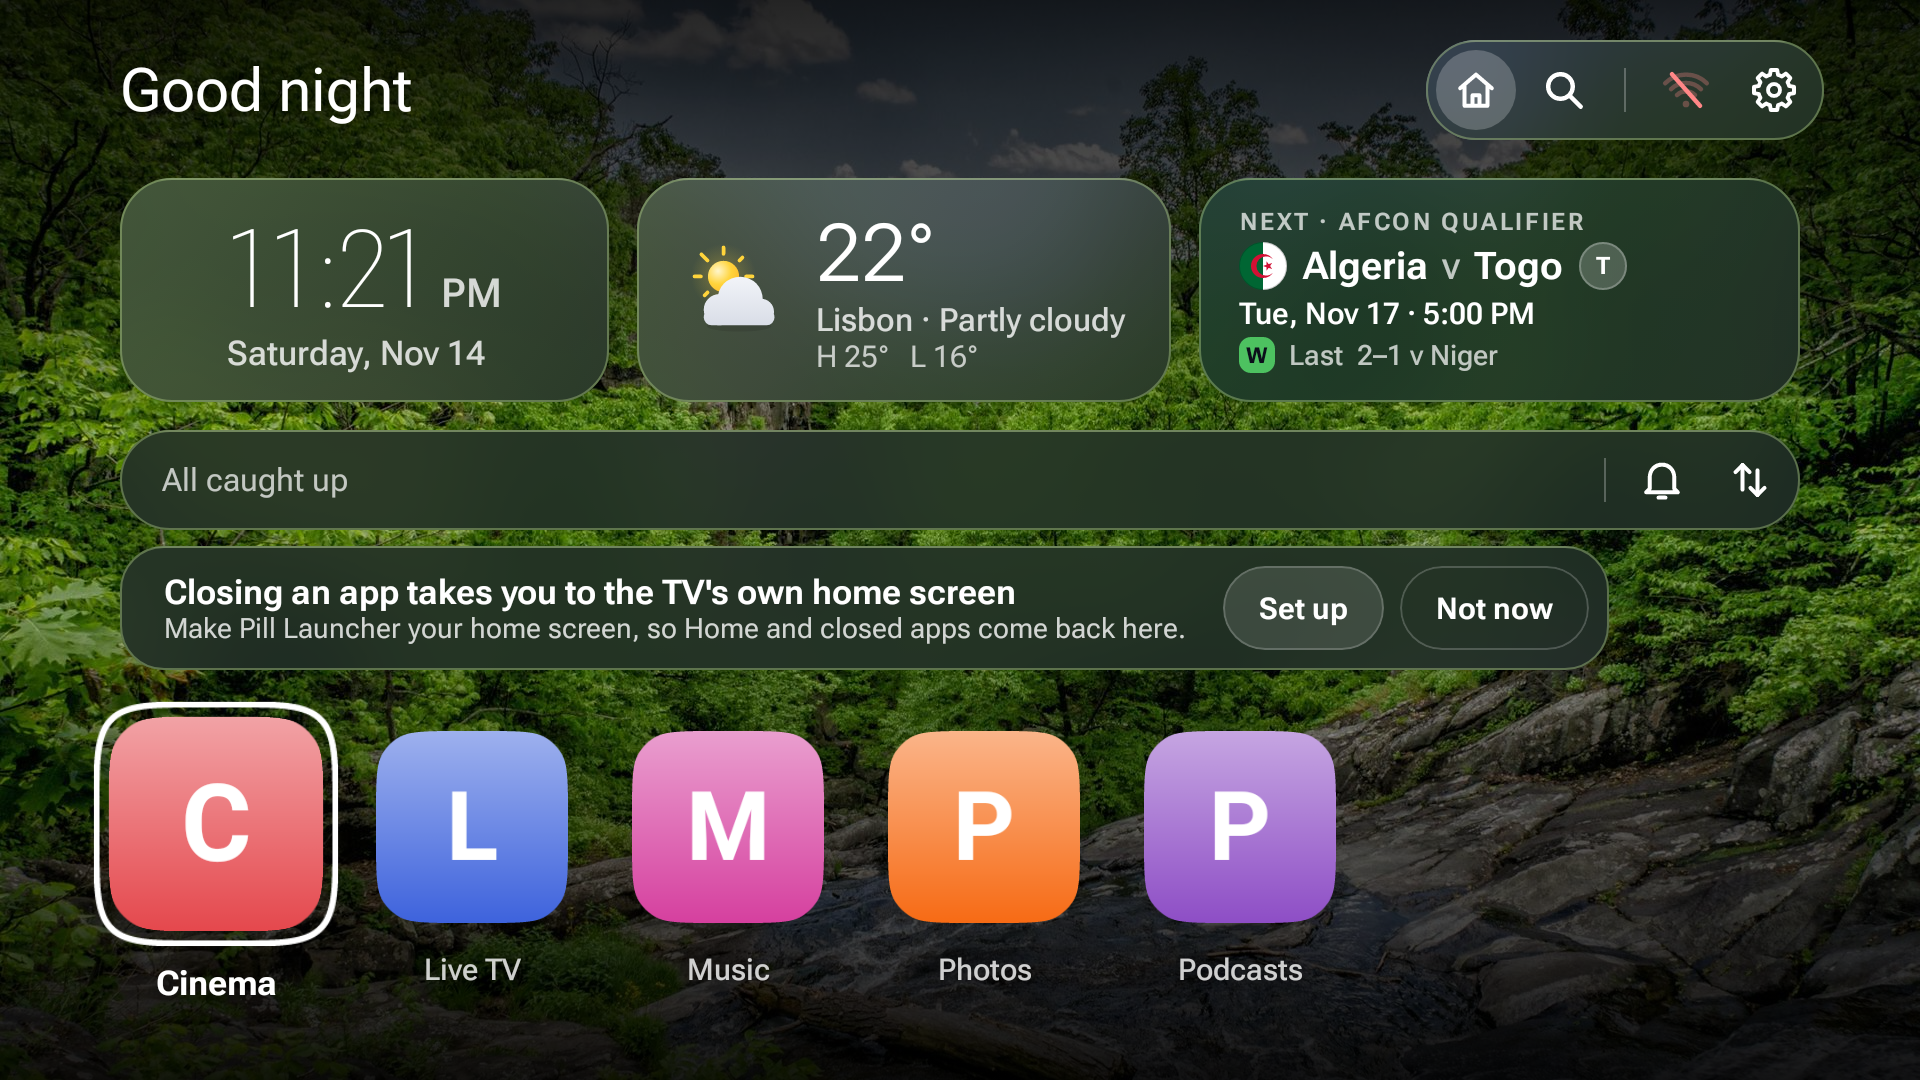 Good night
11:21 PM
Saturday, Nov 14
22°
Lisbon · Partly cloudy
H 25° L 16°
NEXT · AFCON QUALIFIER
Algeria v Togo T
Tue, Nov 17 · 5:00 PM
W Last 2–1 v Niger
All caught up
Closing an app takes you to the TV's own home screen
Make Pill Launcher your home screen, so Home and closed apps come back here.
Set up
Not now
C
L
M
P
P
Cinema
Live TV
Music
Photos
Podcasts